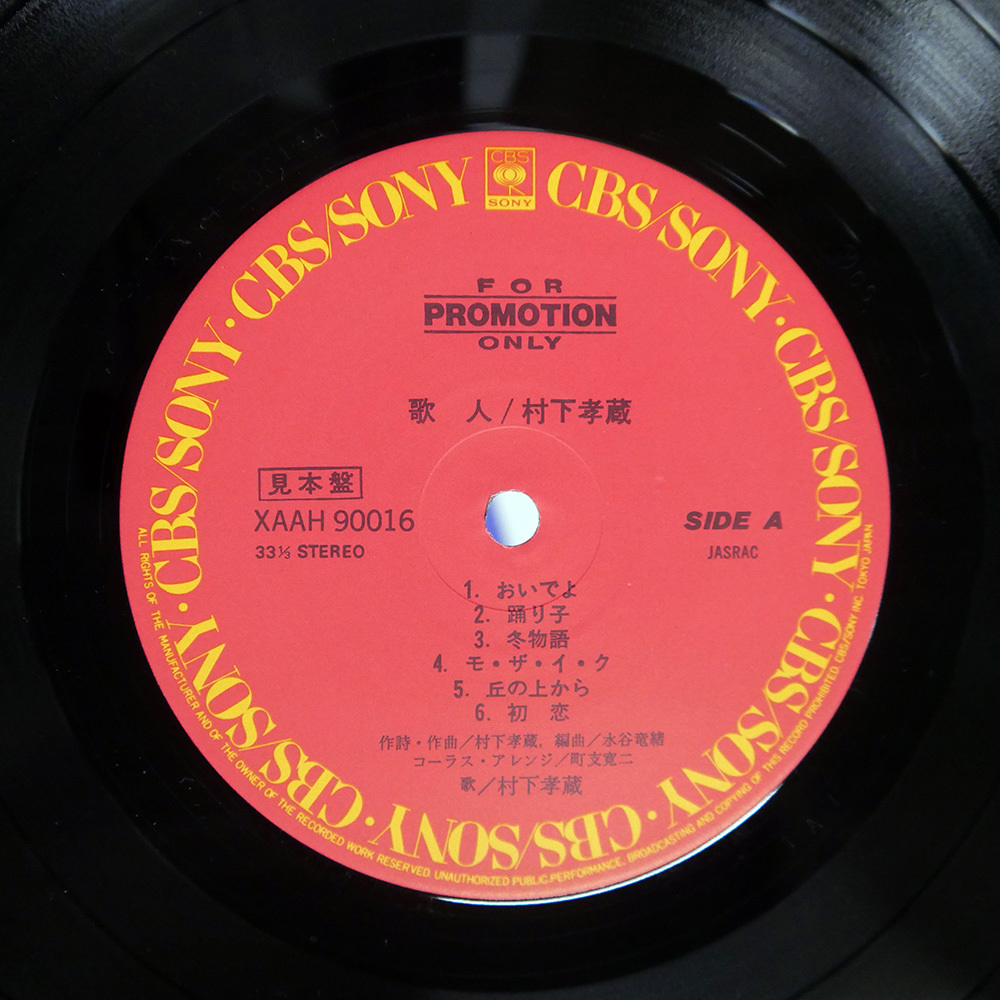 CBS
SONY
CBS/SONY · CBS/SONY · CBS/SONY · CBS/SONY · CBS/SONY · CBS/SONY · CBS/SONY · CBS/SONY · CBS/SONY · CBS/SONY
FOR
PROMOTION
ONLY
歌 人/村下孝蔵
見本盤
XAAH 90016
33⅓ STEREO
SIDE A
JASRAC
1. おいでよ
2. 踊り子
3. 冬物語
4. モ・ザ・イ・ク
5. 丘の上から
6. 初 恋
作詩・作曲/村下孝蔵, 編曲/水谷竜緒
コーラス・アレンジ/町支寛二
歌/村下孝蔵
ALL RIGHTS OF THE MANUFACTURER AND OF THE OWNER OF THE RECORDED WORK RESERVED. UNAUTHORIZED PUBLIC PERFORMANCE, BROADCASTING AND COPYING OF THIS RECORD PROHIBITED. CBS/SONY INC. TOKYO JAPAN